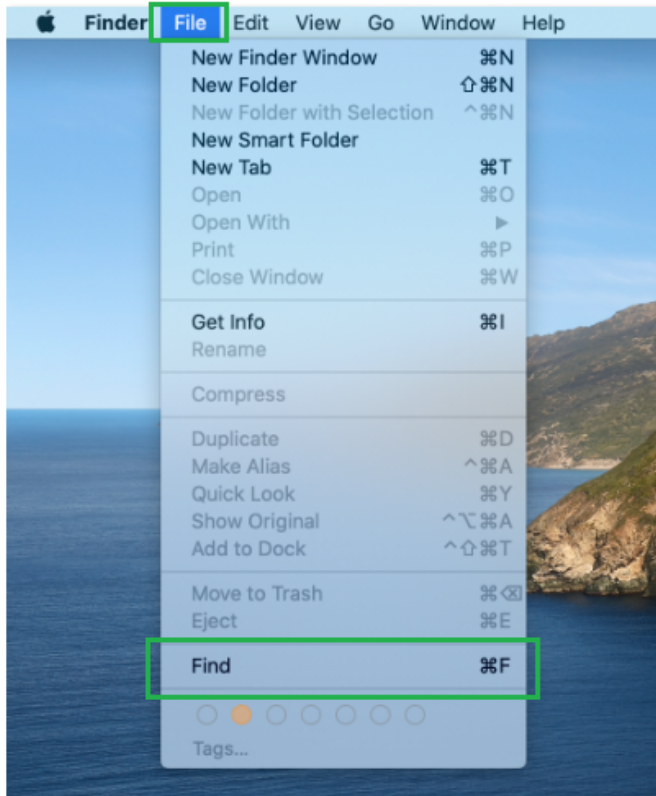 Finder File Edit View Go Window Help
New Finder Window ⌘N
New Folder ⇧⌘N
New Folder with Selection ^⌘N
New Smart Folder
New Tab ⌘T
Open ⌘O
Open With ▶
Print ⌘P
Close Window ⌘W
Get Info ⌘I
Rename
Compress
Duplicate ⌘D
Make Alias ^⌘A
Quick Look ⌘Y
Show Original ^⌥⌘A
Add to Dock ^⇧⌘T
Move to Trash ⌘⌫
Eject ⌘E
Find ⌘F
Tags...